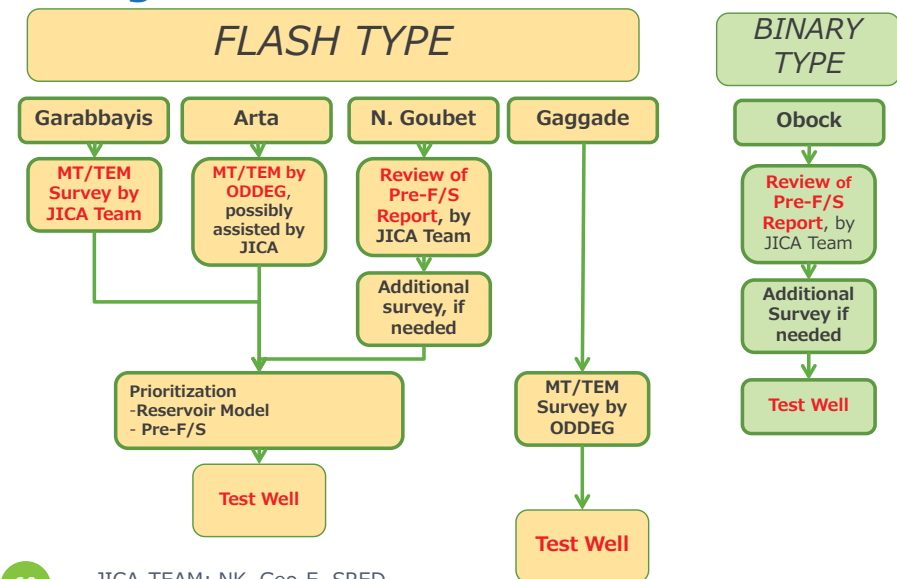 FLASH TYPE
BINARY
TYPE
Garabbayis
Arta
N. Goubet
Gaggade
Obock
MT/TEM
Survey by
JICA Team
MT/TEM by
ODDEG,
possibly
assisted by
JICA
Review of
Pre-F/S
Report, by
JICA Team
Review of
Pre-F/S
Report, by
JICA Team
Additional
survey, if
needed
Additional
Survey if
needed
Prioritization
-Reservoir Model
- Pre-F/S
MT/TEM
Survey by
ODDEG
Test Well
Test Well
Test Well